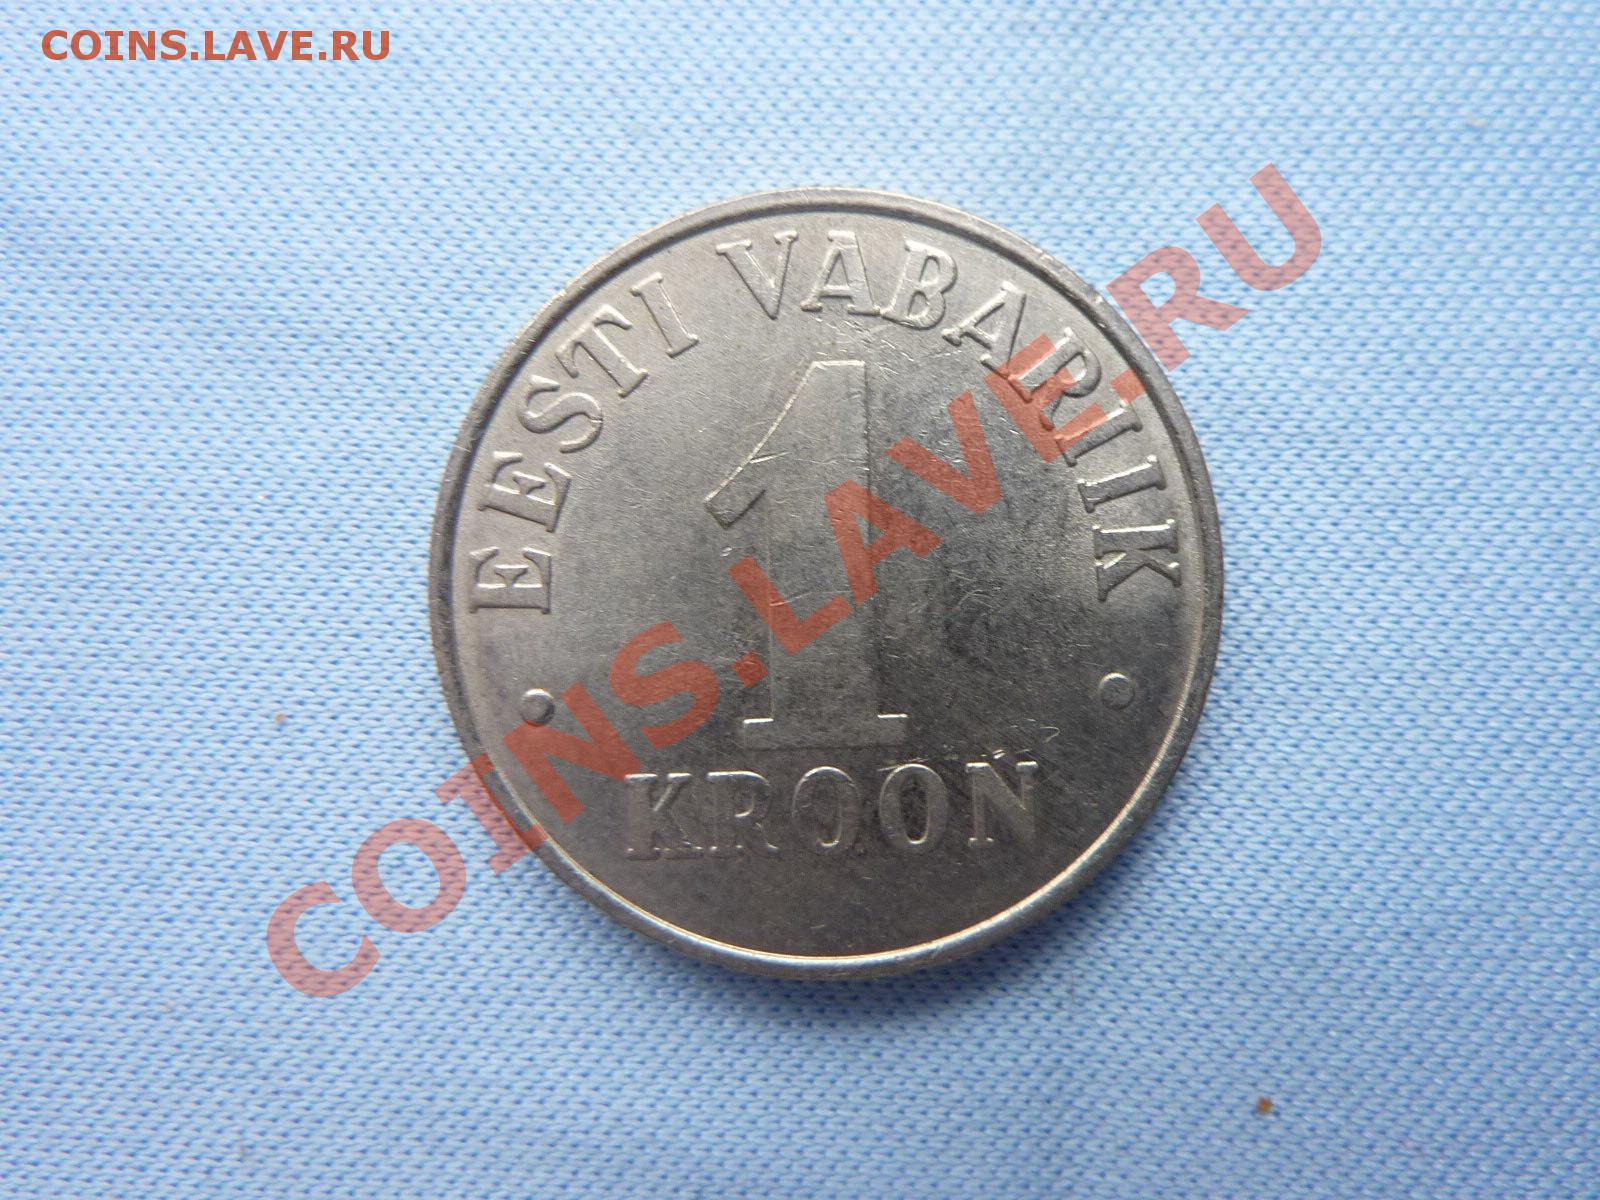 COINS.LAVE.RU
EESTI VABARIIK
1
KROON
COINS.LAVE.RU